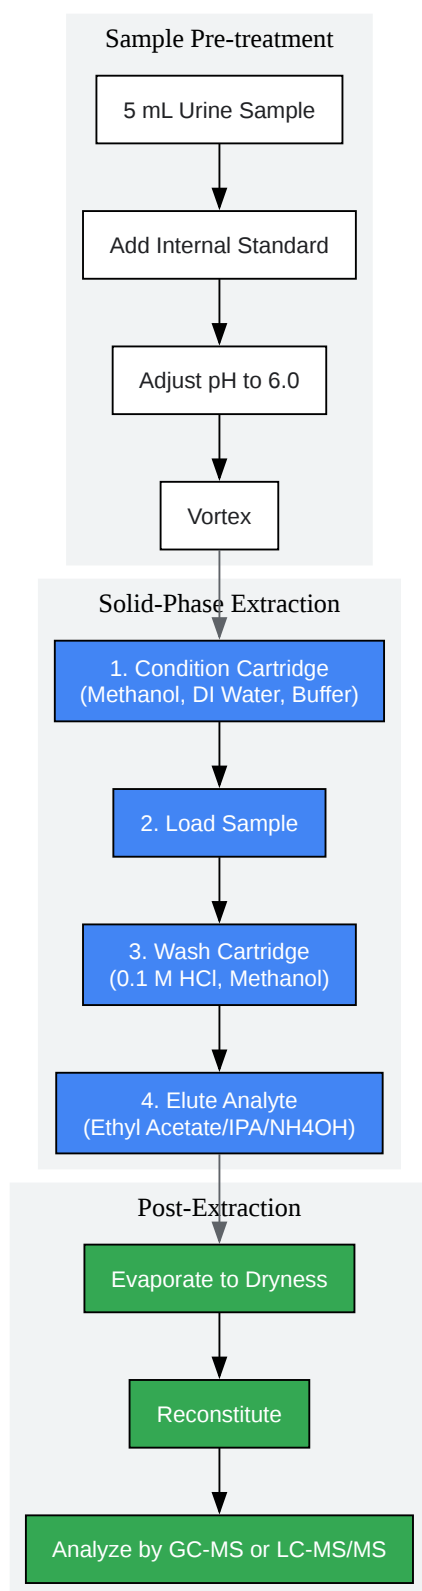 Sample Pre-treatment
5 mL Urine Sample
Add Internal Standard
Adjust pH to 6.0
Vortex
Solid-Phase Extraction
1. Condition Cartridge
(Methanol, DI Water, Buffer)
2. Load Sample
3. Wash Cartridge
(0.1 M HCl, Methanol)
4. Elute Analyte
(Ethyl Acetate/IPA/NH4OH)
Post-Extraction
Evaporate to Dryness
Reconstitute
Analyze by GC-MS or LC-MS/MS